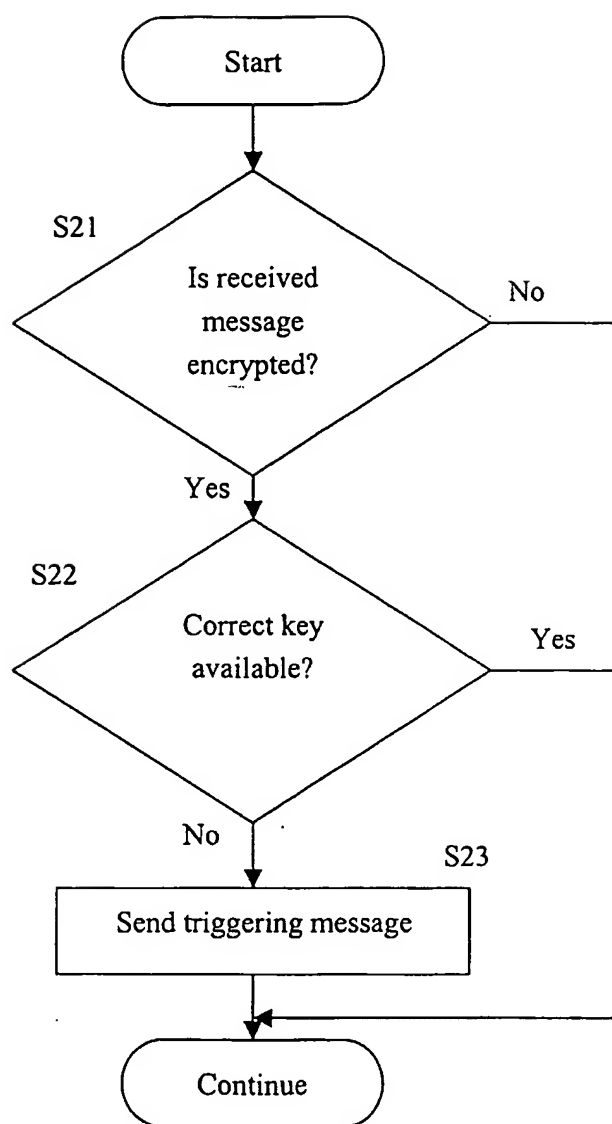 Start
S21
Is received
message
encrypted?
No
Yes
S22
Correct key
available?
Yes
No
S23
Send triggering message
Continue